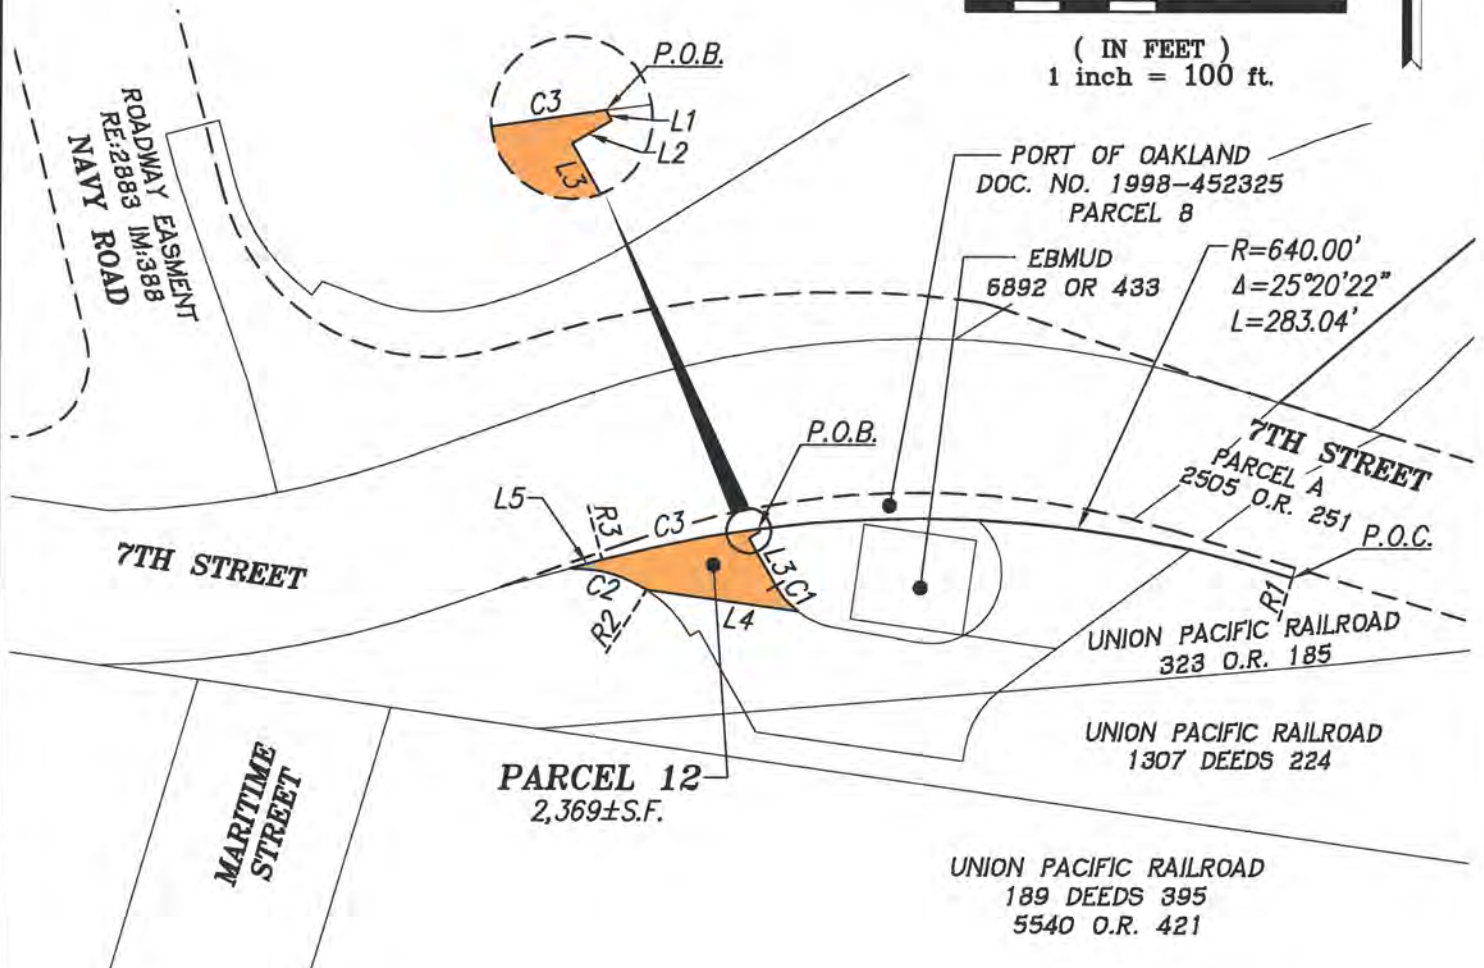 ( IN FEET )
1 inch = 100 ft.
P.O.B.
C3
L1
L2
L3
ROADWAY EASMENT
RE:2883 IM:388
NAVY ROAD
PORT OF OAKLAND
DOC. NO. 1998-452325
PARCEL B
EBMUD
6892 OR 433
R=640.00'
Δ=25°20'22"
L=283.04'
7TH STREET
PARCEL A
2505 O.R. 251
P.O.C.
R1
P.O.B.
L5
R3
C3
L3
C1
C2
R2
L4
7TH STREET
UNION PACIFIC RAILROAD
323 O.R. 185
UNION PACIFIC RAILROAD
1307 DEEDS 224
PARCEL 12
2,369±S.F.
MARITIME
STREET
UNION PACIFIC RAILROAD
189 DEEDS 395
5540 O.R. 421